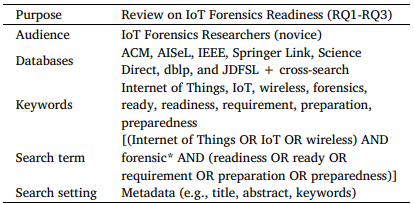 Purpose Review on IoT Forensics Readiness (RQ1-RQ3)
Audience IoT Forensics Researchers (novice)
Databases ACM, AISeL, IEEE, Springer Link, Science
Direct, dblp, and JDFSL + cross-search
Keywords Internet of Things, IoT, wireless, forensics,
ready, readiness, requirement, preparation,
preparedness
Search term [(Internet of Things OR IoT OR wireless) AND
forensic* AND (readiness OR ready OR
requirement OR preparation OR preparedness)]
Search setting Metadata (e.g., title, abstract, keywords)